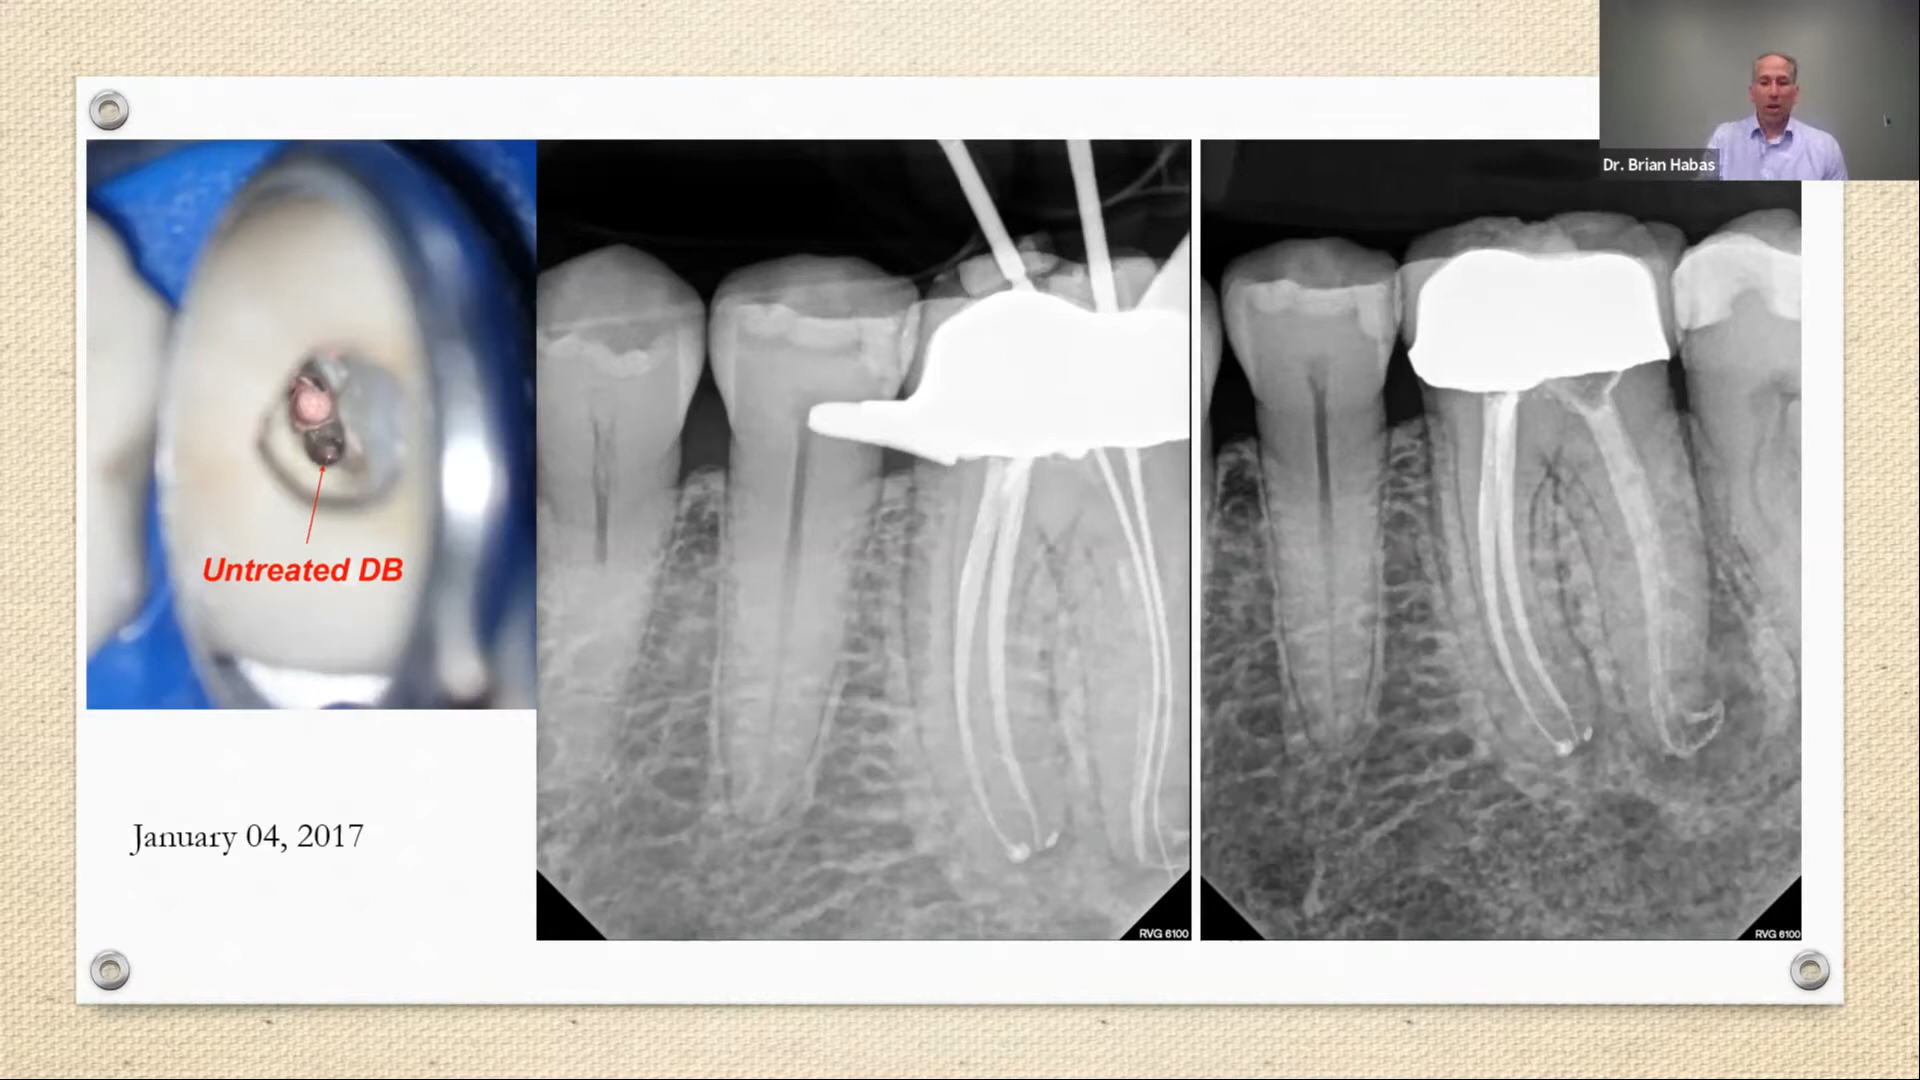 Dr. Brian Habas
Untreated DB
January 04, 2017
RVG 6100
RVG 6100